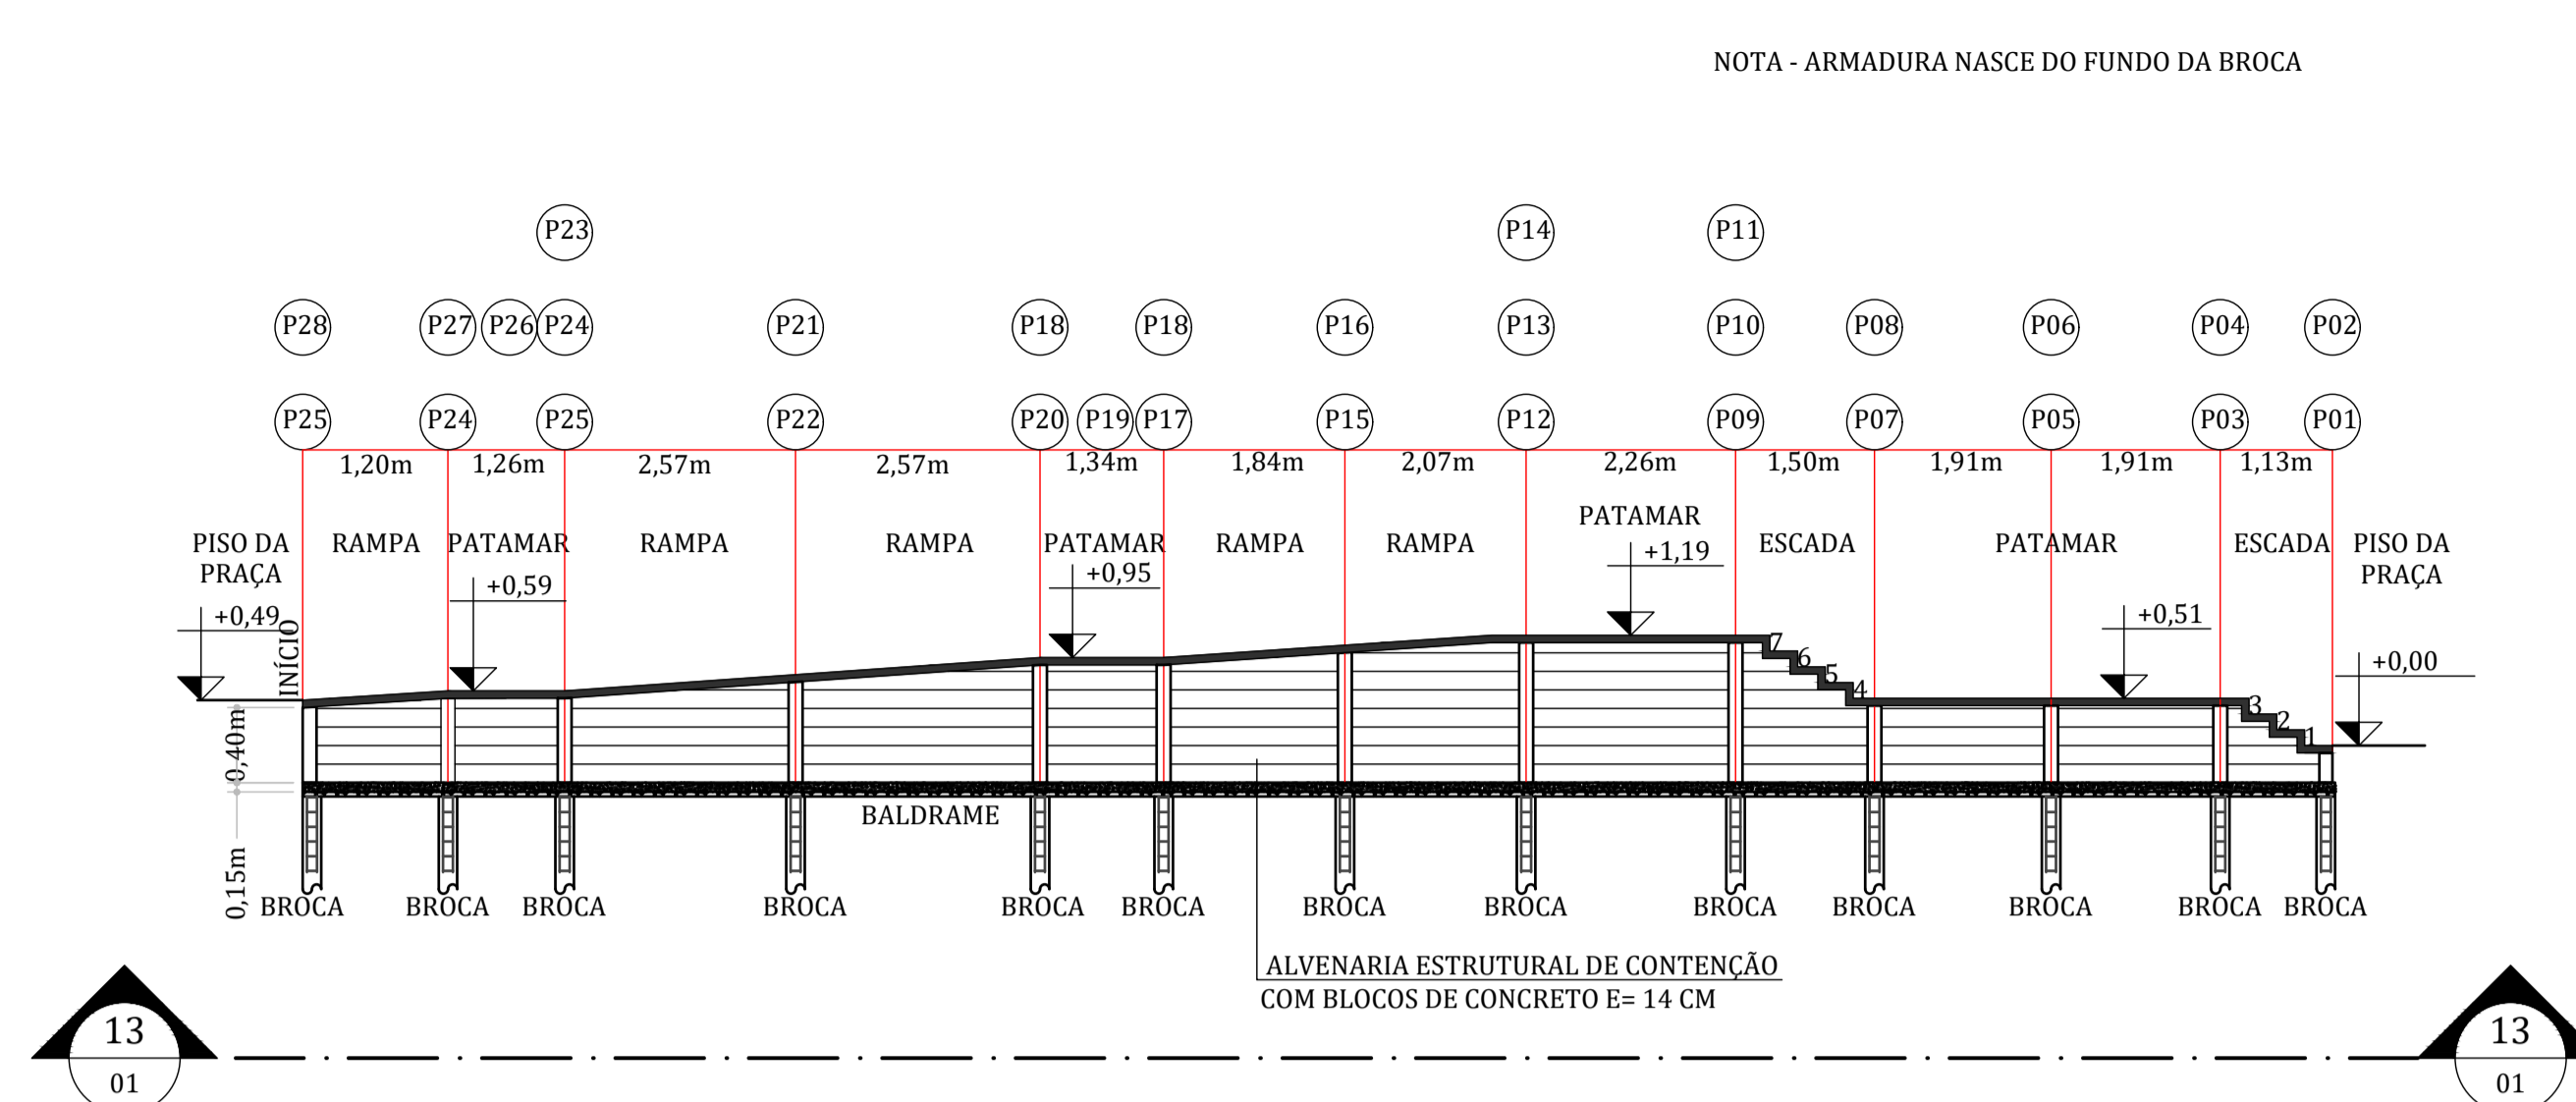 NOTA - ARMADURA NASCE DO FUNDO DA BROCA
P23 P14 P11
P28 P27 P26 P24 P21 P18 P18 P16 P13 P10 P08 P06 P04 P02
P25 P24 P25 P22 P20 P19 P17 P15 P12 P09 P07 P05 P03 P01
1,20m 1,26m 2,57m 2,57m 1,34m 1,84m 2,07m 2,26m 1,50m 1,91m 1,91m 1,13m
PATAMAR
PISO DA RAMPA PATAMAR RAMPA RAMPA PATAMAR RAMPA RAMPA ESCADA PATAMAR ESCADA PISO DA
PRAÇA PRAÇA
+1,19
+0,59 +0,95
+0,49 +0,51
+0,00
INÍCIO
7
6
5
4
3
2
1
0,40m
BALDRAME
0,15m
BROCA BROCA BROCA BROCA BROCA BROCA BROCA BROCA BROCA BROCA BROCA BROCA BROCA
ALVENARIA ESTRUTURAL DE CONTENÇÃO
COM BLOCOS DE CONCRETO E= 14 CM
13 13
01 01